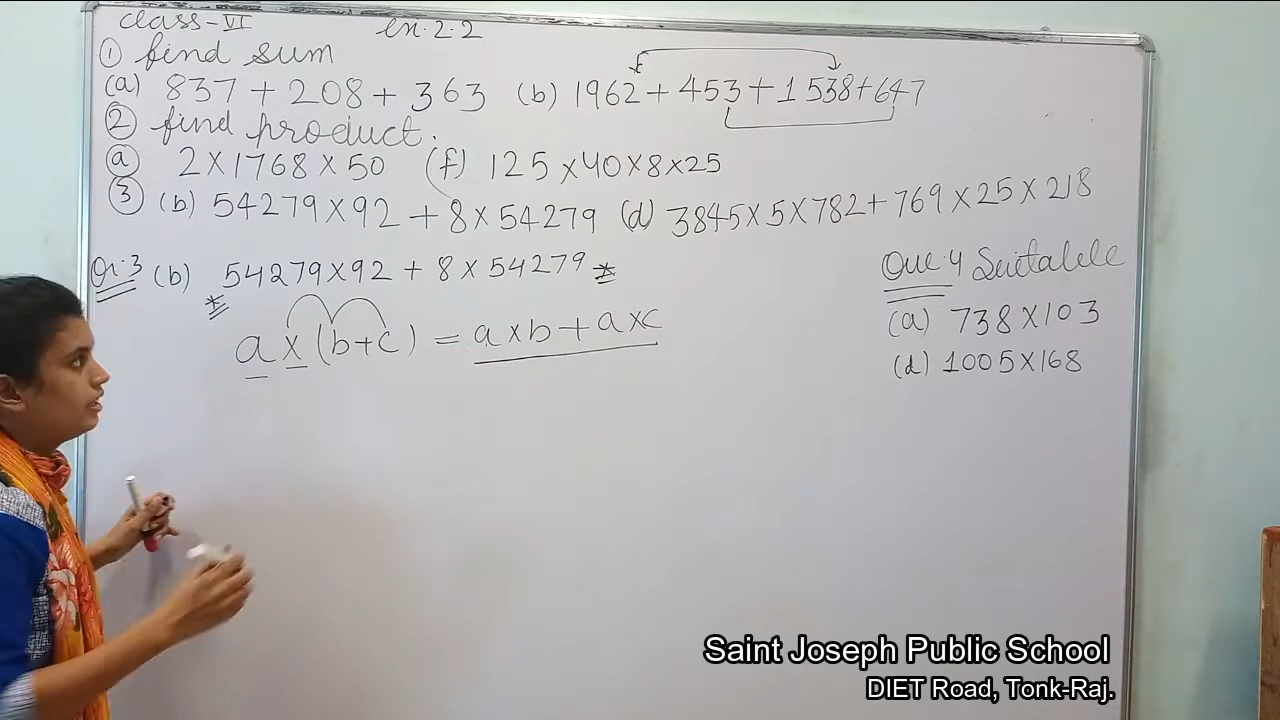 class-VI en.2.2
① find sum
(a) 837+208+363 (b) 1962+453+1538+647
② find product.
(a) 2×1768×50 (f) 125×40×8×25
③ (b) 54279×92+8×54279 (d) 3845×5×782+769×25×218
Qn.3 (b) 54279×92+8×54279
a×(b+c) = a×b+a×c
Que.4 Suitable
(a) 738×103
(d) 1005×168
Saint Joseph Public School
DIET Road, Tonk-Raj.